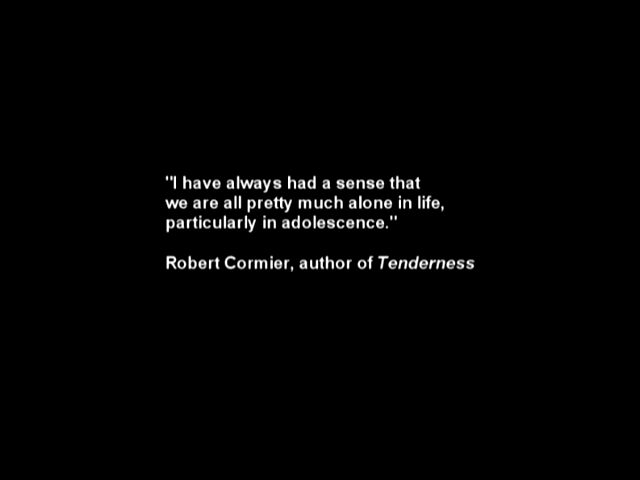 "I have always had a sense that
we are all pretty much alone in life,
particularly in adolescence."
Robert Cormier, author of Tenderness